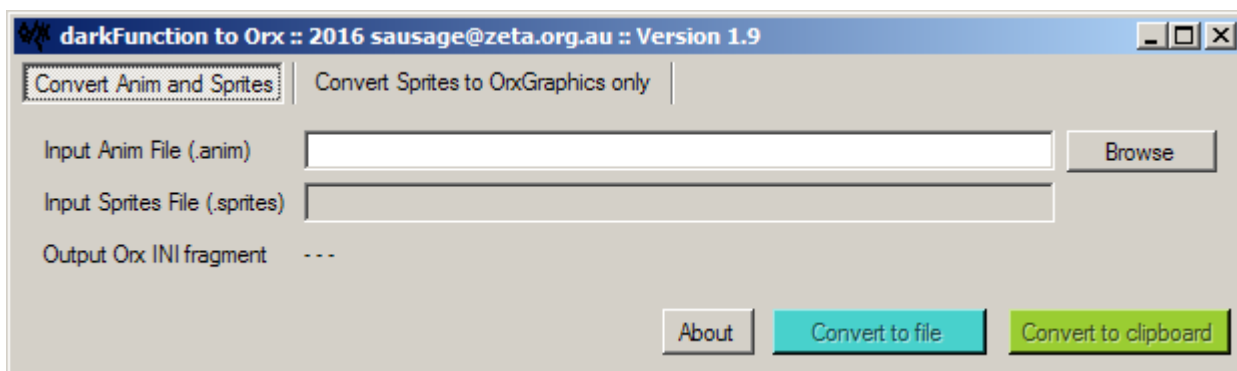 darkFunction to Orx :: 2016 sausage@zeta.org.au :: Version 1.9
Convert Anim and Sprites Convert Sprites to OrxGraphics only
Input Anim File (.anim) Browse
Input Sprites File (.sprites)
Output Orx INI fragment - - -
About Convert to file Convert to clipboard